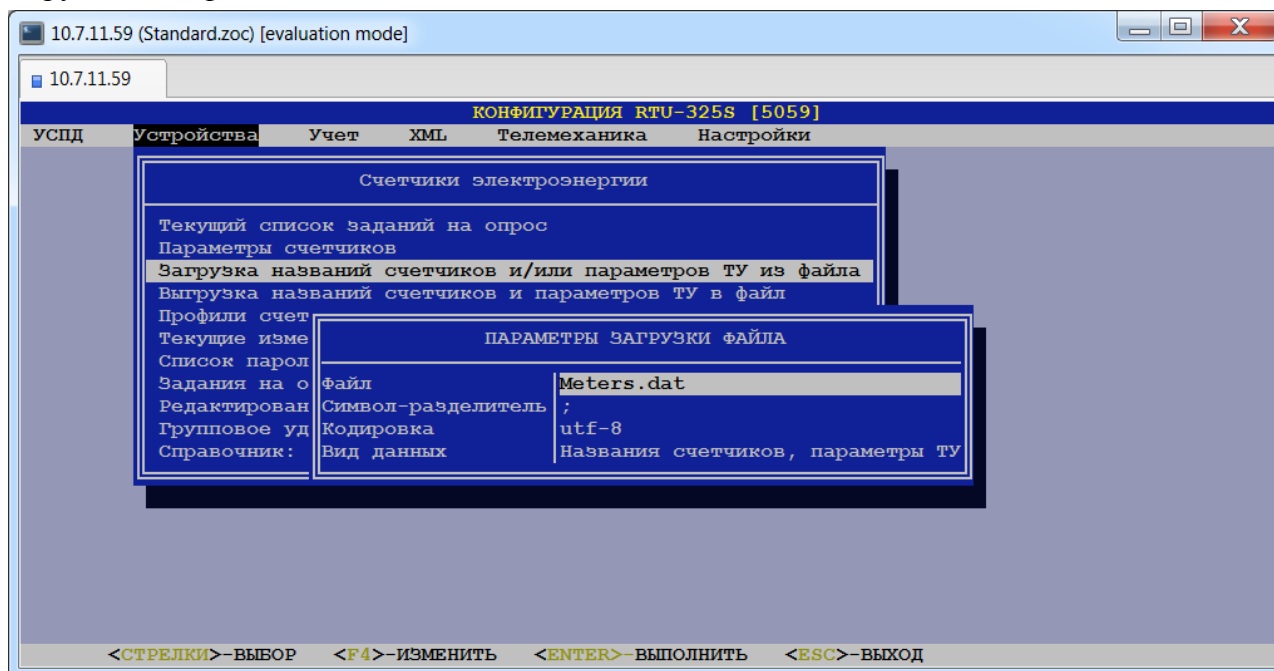 10.7.11.59 (Standard.zoc) [evaluation mode]
10.7.11.59
КОНФИГУРАЦИЯ RTU-325S [5059]
УСПД Устройства Учет XML Телемеханика Настройки
Счетчики электроэнергии
Текущий список заданий на опрос
Параметры счетчиков
Загрузка названий счетчиков и/или параметров ТУ из файла
Выгрузка названий счетчиков и параметров ТУ в файл
Профили счет
Текущие изме
Список парол
Задания на о
Редактирован
Групповое уд
Справочник:
ПАРАМЕТРЫ ЗАГРУЗКИ ФАЙЛА
Файл Meters.dat
Символ-разделитель ;
Кодировка utf-8
Вид данных Названия счетчиков, параметры ТУ
<СТРЕЛКИ>-ВЫБОР <F4>-ИЗМЕНИТЬ <ENTER>-ВЫПОЛНИТЬ <ESC>-ВЫХОД